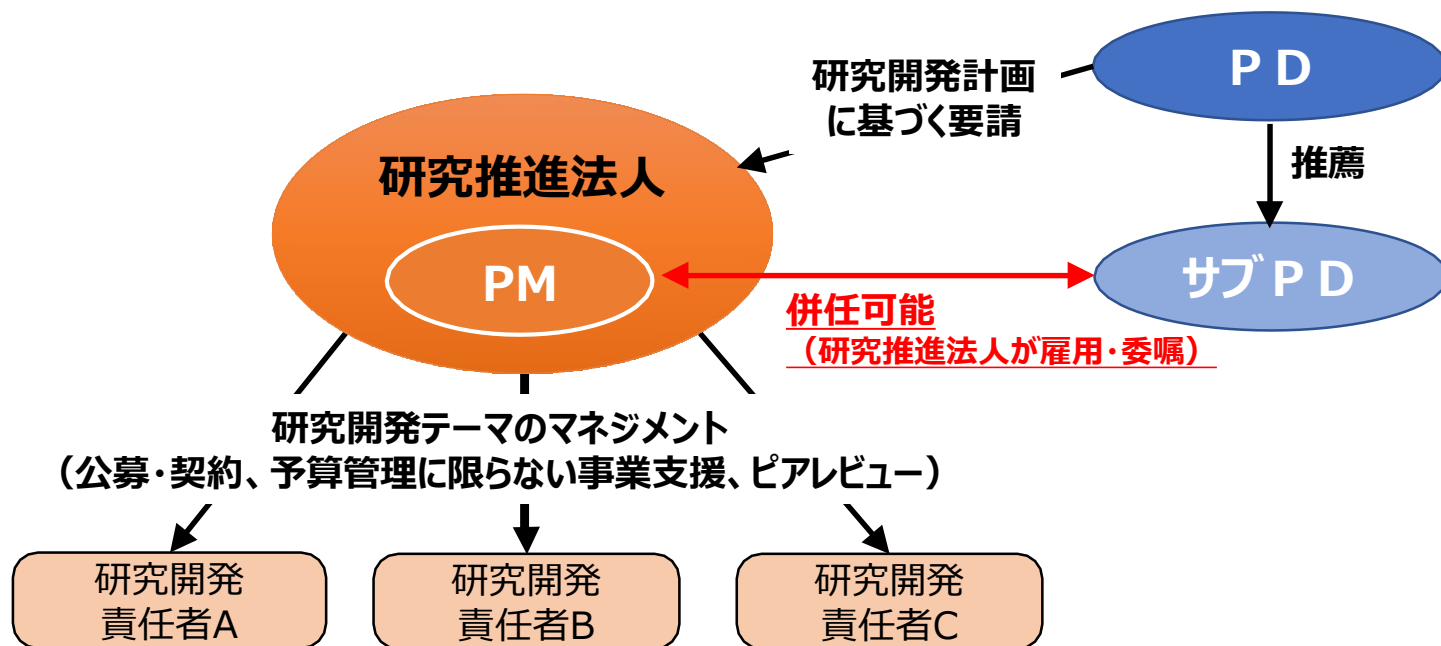 ＰＤ
研究開発計画
に基づく要請
推薦
研究推進法人
PM
サブＰＤ
併任可能
（研究推進法人が雇用・委嘱）
研究開発テーマのマネジメント
（公募・契約、予算管理に限らない事業支援、ピアレビュー）
研究開発
責任者A
研究開発
責任者B
研究開発
責任者C